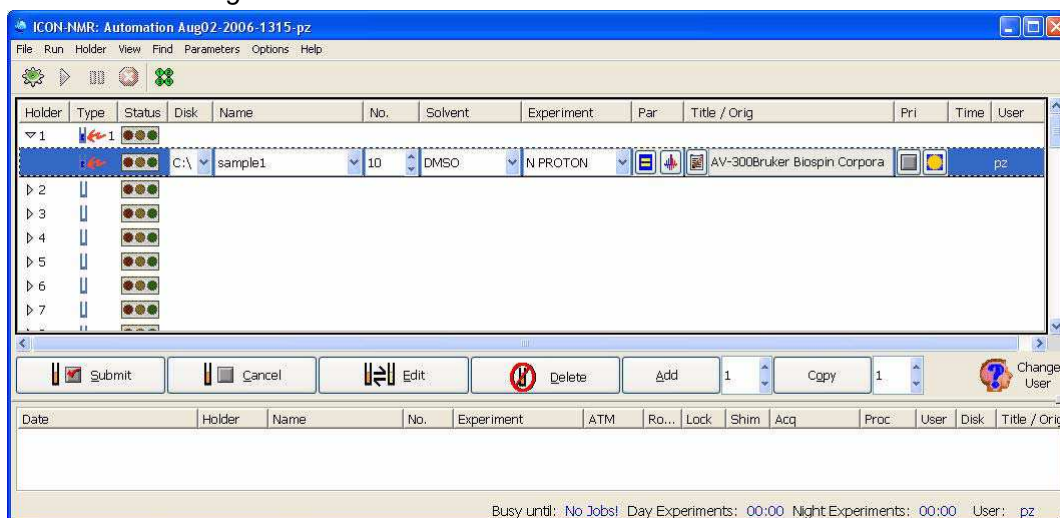 ICON-NMR: Automation Aug02-2006-1315-pz
File Run Holder View Find Parameters Options Help
Holder Type Status Disk Name No. Solvent Experiment Par Title / Orig Pri Time User
1 1
C:\ sample1 10 DMSO N PROTON AV-300Bruker Biospin Corpora pz
2
3
4
5
6
7
Submit Cancel Edit Delete Add 1 Copy 1 Change User
Date Holder Name No. Experiment ATM Ro... Lock Shim Acq Proc User Disk Title / Orig
Busy until: No Jobs! Day Experiments: 00:00 Night Experiments: 00:00 User: pz